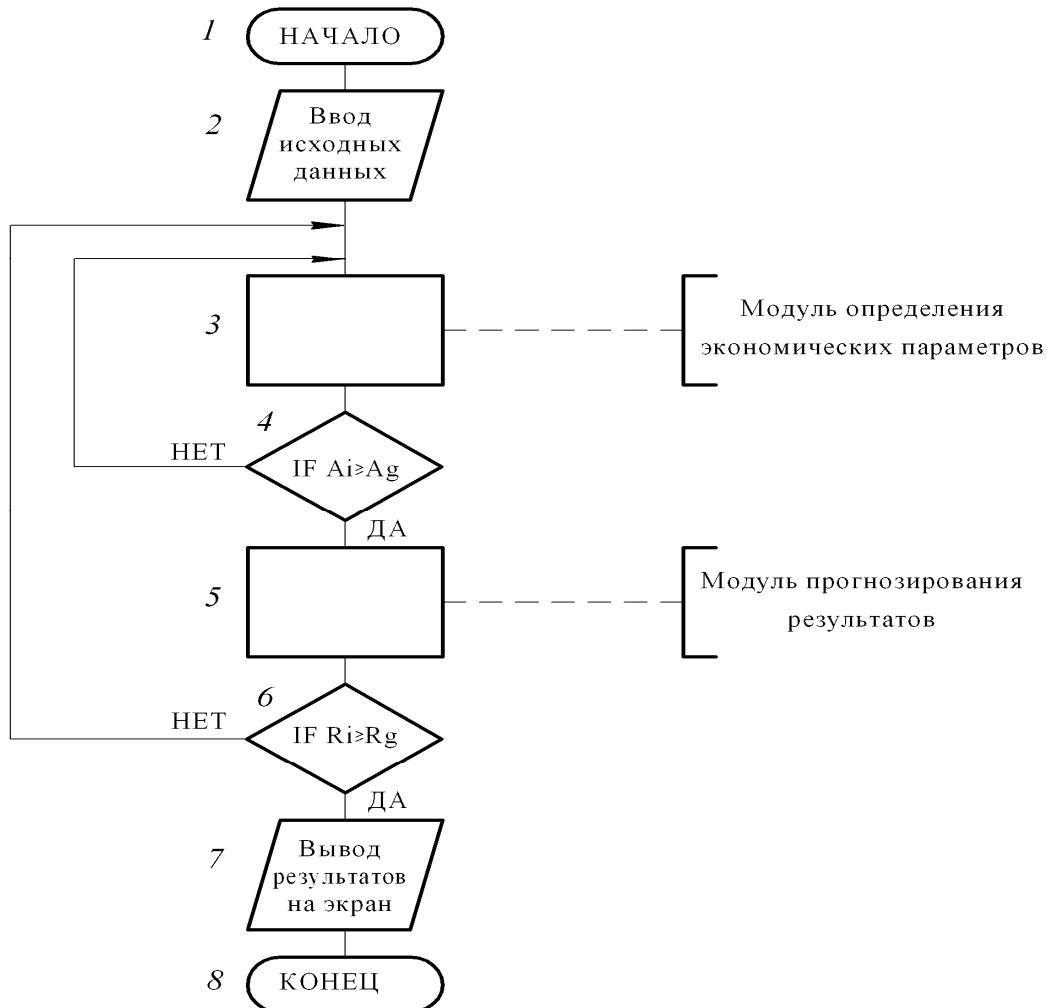 1
НАЧАЛО
2
Ввод
исходных
данных
3
Модуль определения
экономических параметров
4
НЕТ
IF Ai≥Ag
ДА
5
Модуль прогнозирования
результатов
6
НЕТ
IF Ri≥Rg
ДА
7
Вывод
результатов
на экран
8
КОНЕЦ